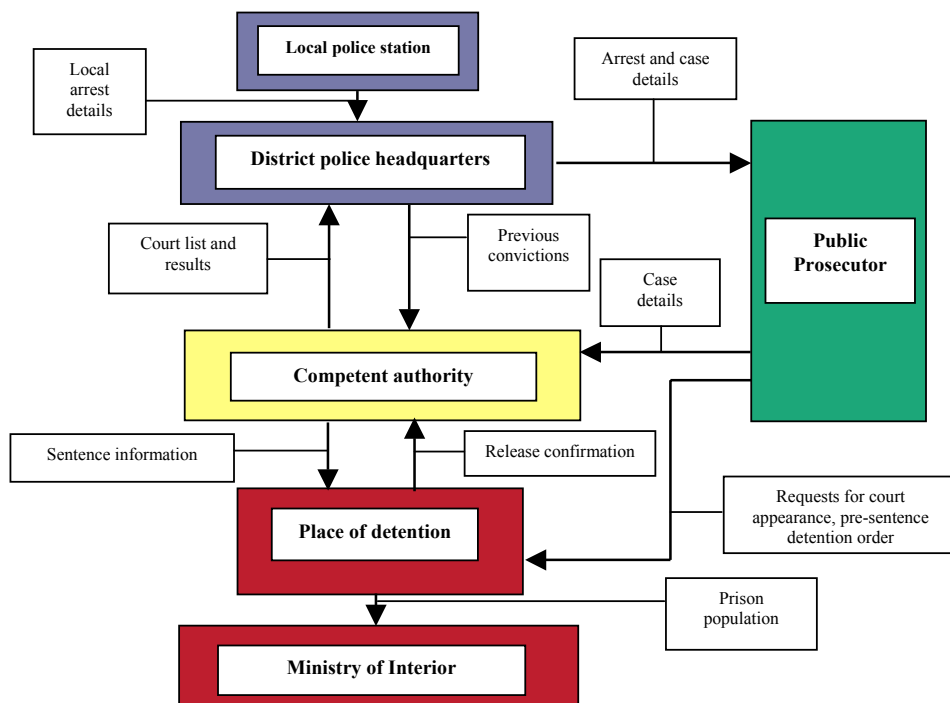 Local police station
Local
arrest
details
Arrest and case
details
District police headquarters
Court list and
results
Previous
convictions
Public
Prosecutor
Case
details
Competent authority
Sentence information
Release confirmation
Place of detention
Requests for court
appearance, pre-sentence
detention order
Prison
population
Ministry of Interior